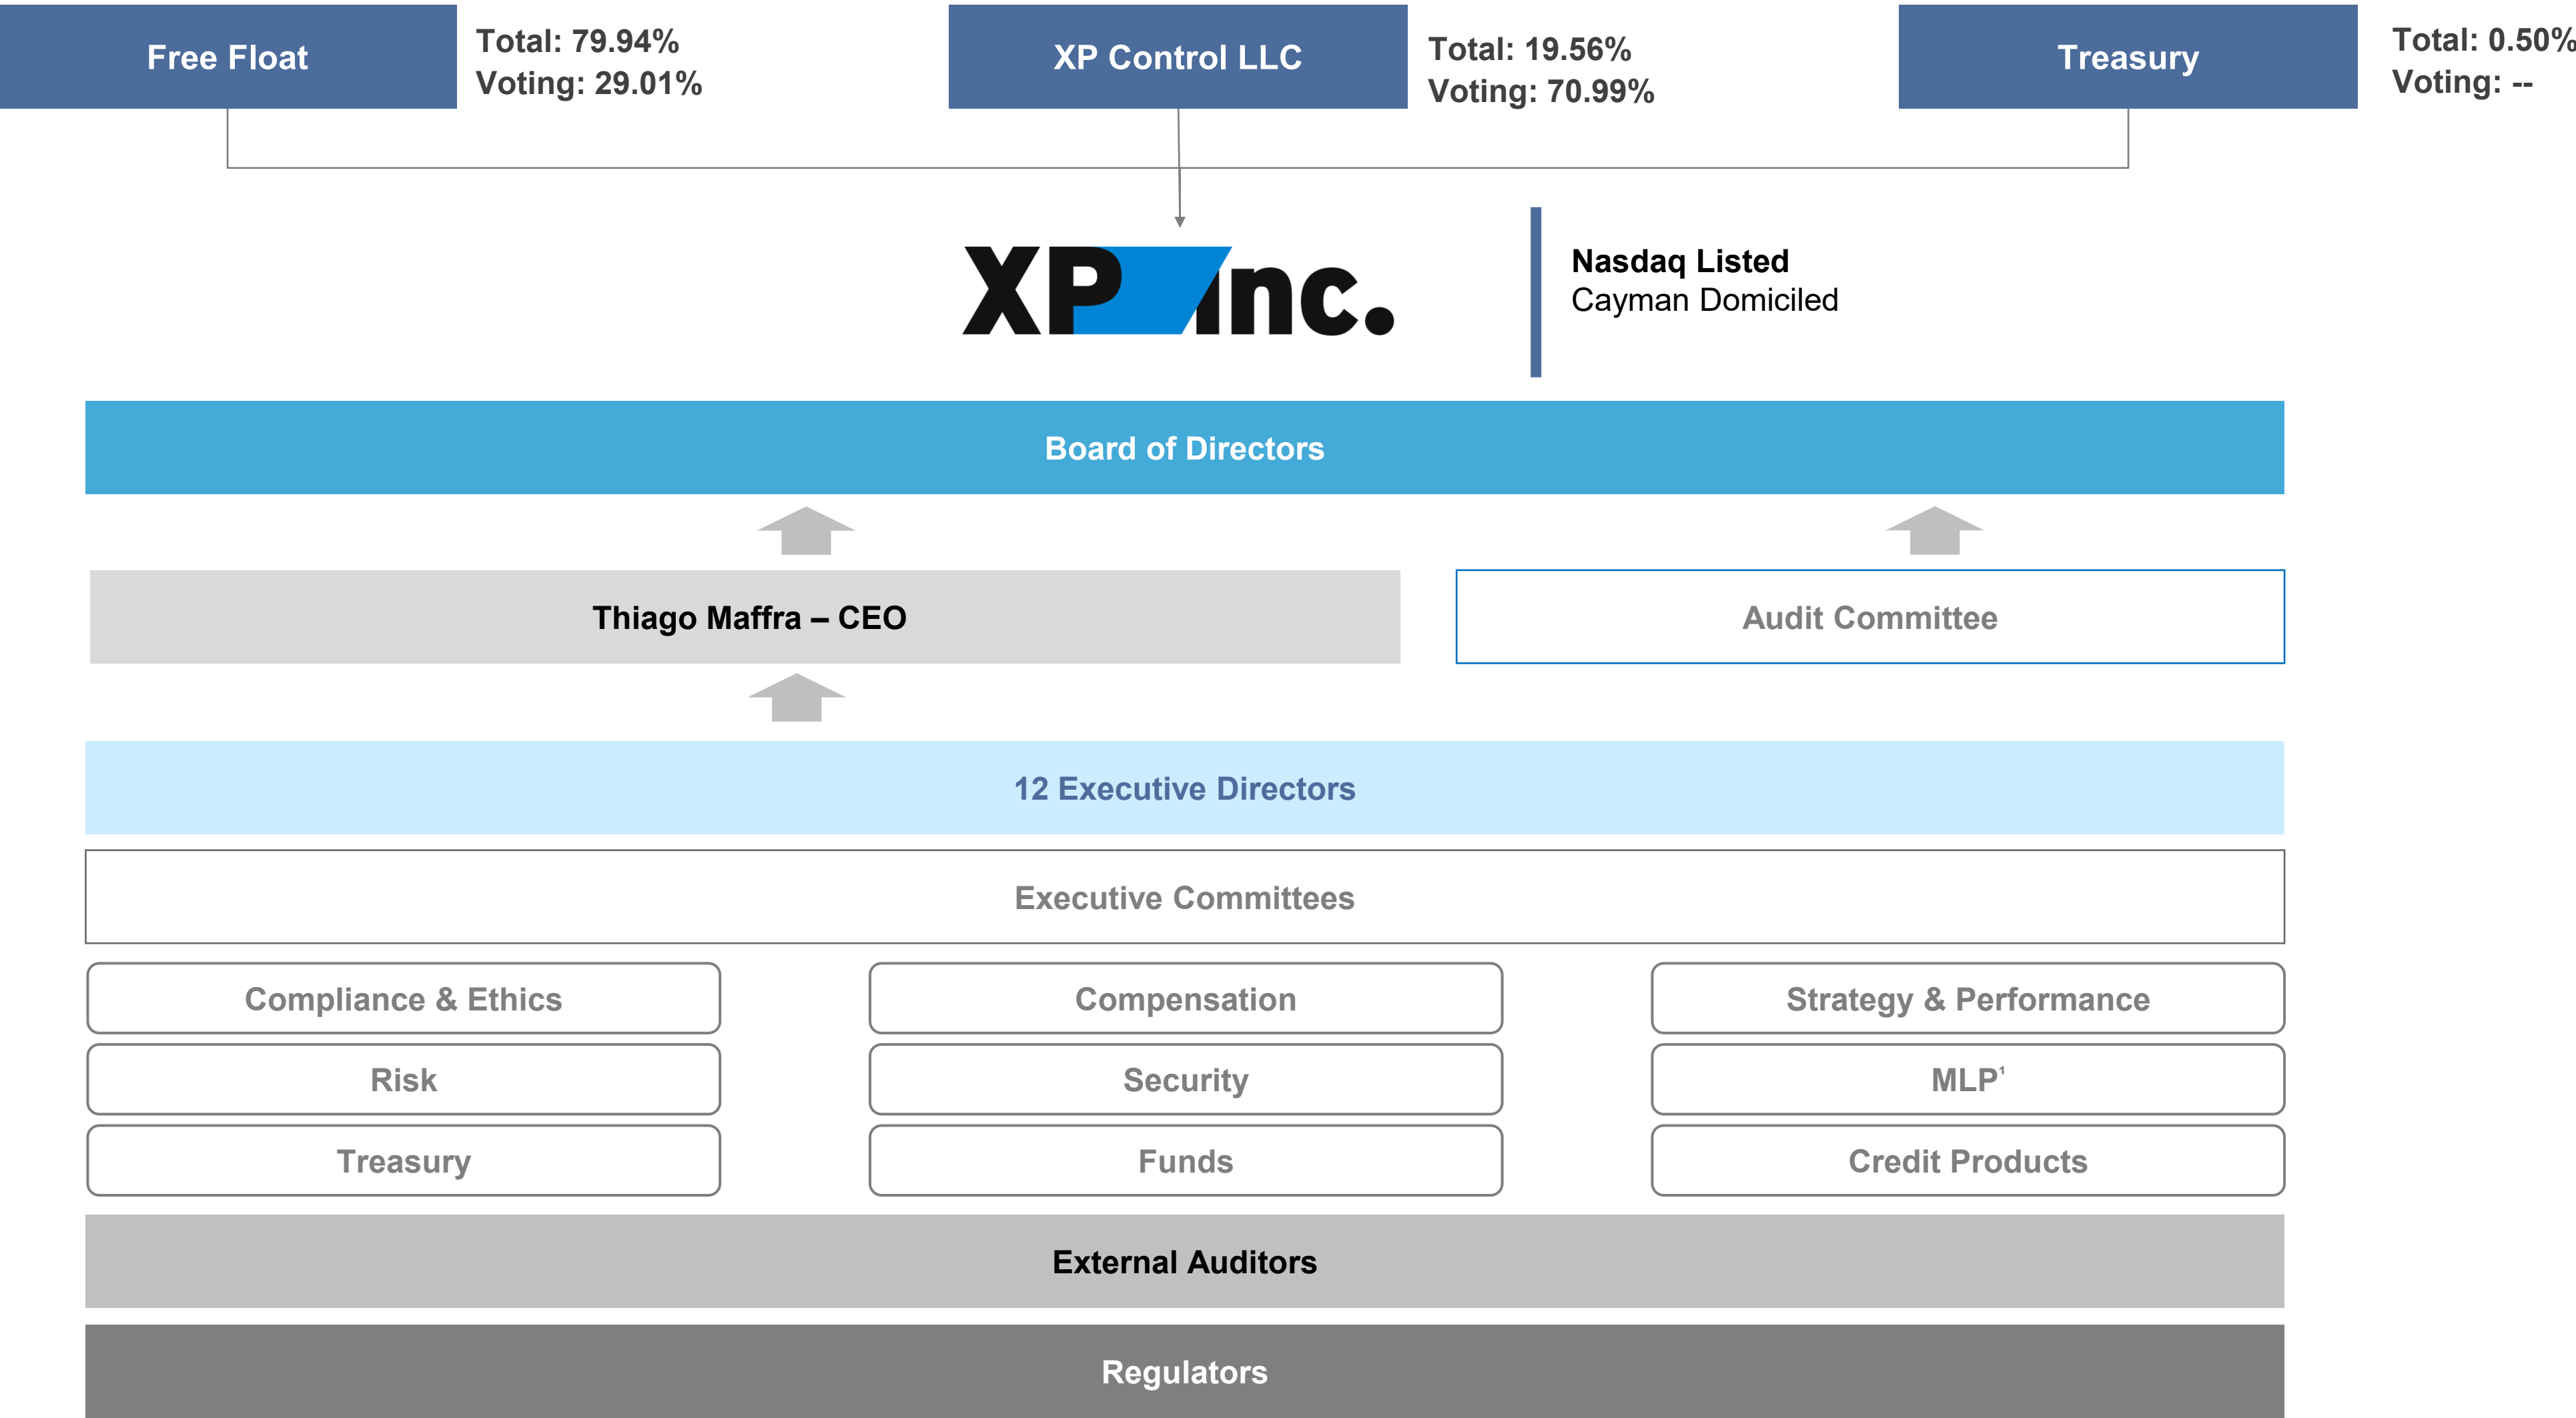 Free Float
Total: 79.94%
Voting: 29.01%
XP Control LLC
Total: 19.56%
Voting: 70.99%
Treasury
Total: 0.50%
Voting: --
XP Inc.
Nasdaq Listed
Cayman Domiciled
Board of Directors
Thiago Maffra – CEO
Audit Committee
12 Executive Directors
Executive Committees
Compliance & Ethics
Compensation
Strategy & Performance
Risk
Security
MLP¹
Treasury
Funds
Credit Products
External Auditors
Regulators